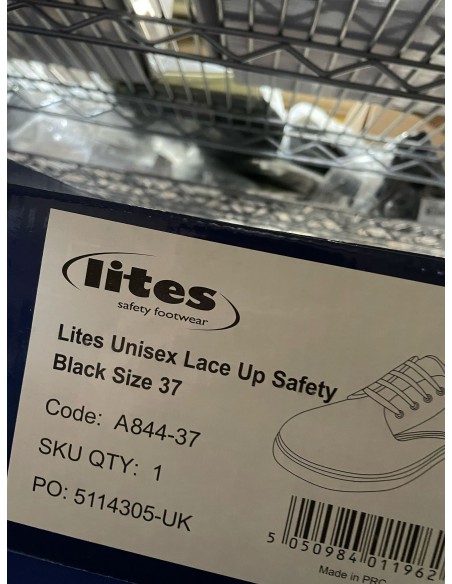 lites
safety footwear
Lites Unisex Lace Up Safety
Black Size 37
Code: A844-37
SKU QTY: 1
PO: 5114305-UK
5 050984 011962
Made in PRC